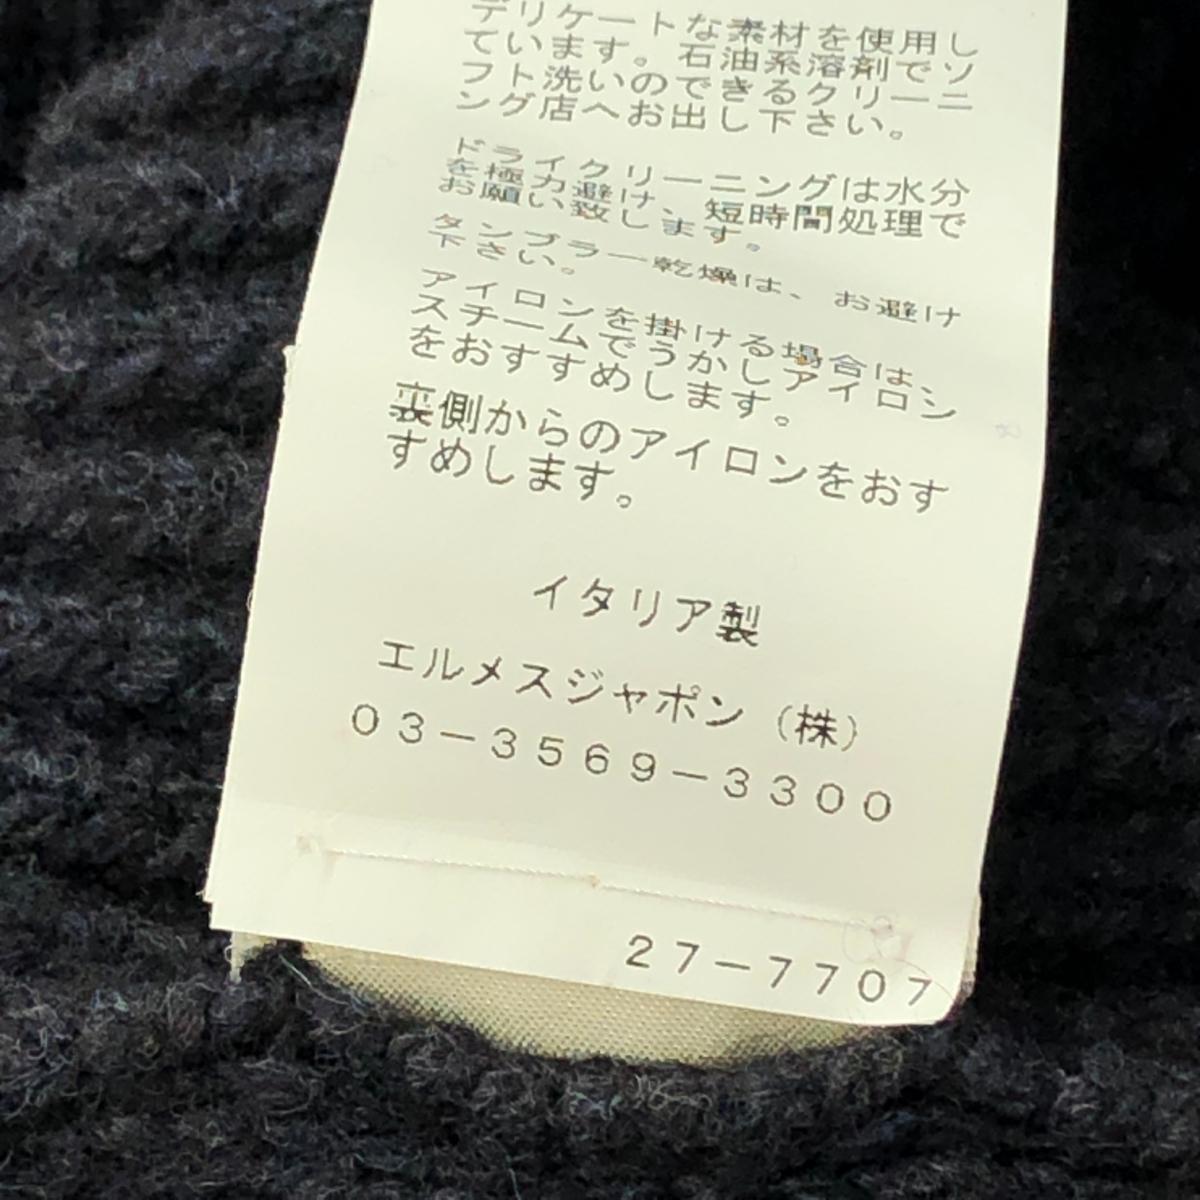 デリケートな素材を使用し
ています。石油系溶剤でソ
フト洗いのできるクリーニ
ング店へお出し下さい。
ドライクリーニングは水分
を極力避け、短時間処理で
お願い致します。
タンブラー乾燥は、お避け
下さい。
アイロンを掛ける場合は、
スチームでうかしアイロン
をおすすめします。
裏側からのアイロンをおす
すめします。
イタリア製
エルメスジャポン（株）
03-3569-3300
27-7707